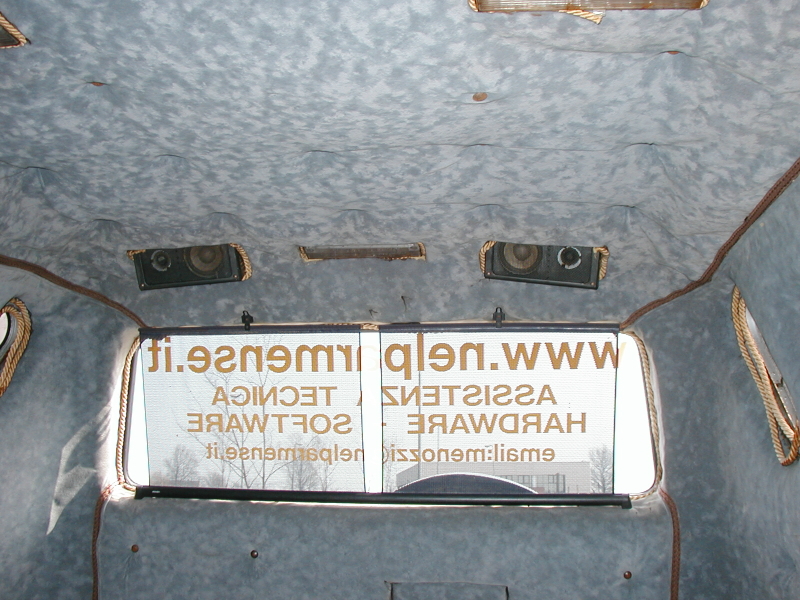 www.nelparmense.it
ASSISTENZA TECNICA
HARDWARE - SOFTWARE
email:menozzi@nelparmense.it